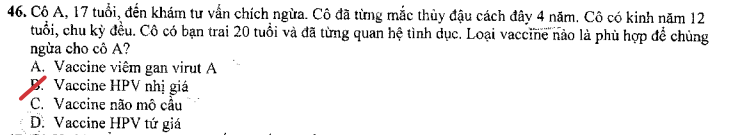 46. Cô A, 17 tuổi, đến khám tư vấn chích ngừa. Cô đã từng mắc thủy đậu cách đây 4 năm. Cô có kinh năm 12
tuổi, chu kỳ đều. Cô có bạn trai 20 tuổi và đã từng quan hệ tình dục. Loại vaccine nào là phù hợp để chủng
ngừa cho cô A?
A. Vaccine viêm gan virut A
B. Vaccine HPV nhị giá
C. Vaccine não mô cầu
D. Vaccine HPV tứ giá